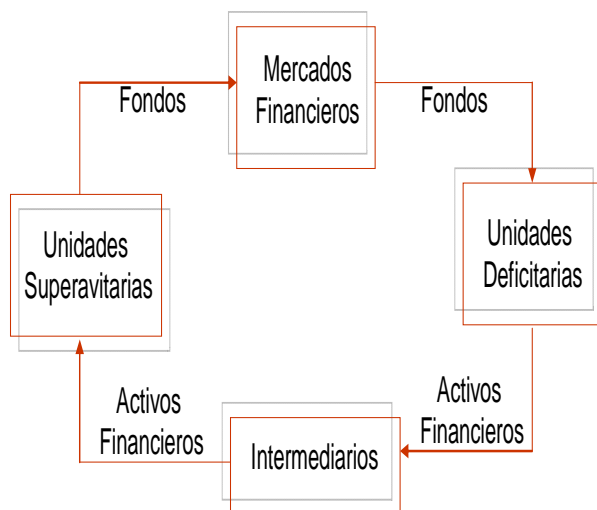 Mercados
Financieros
Fondos
Fondos
Unidades
Superavitarias
Unidades
Deficitarias
Activos
Financieros
Activos
Financieros
Intermediarios